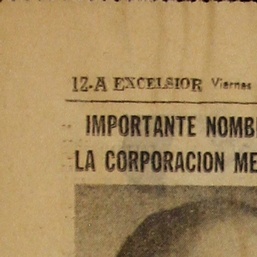 12-A EXCELSIOR Viernes
IMPORTANTE NOMB
LA CORPORACION ME